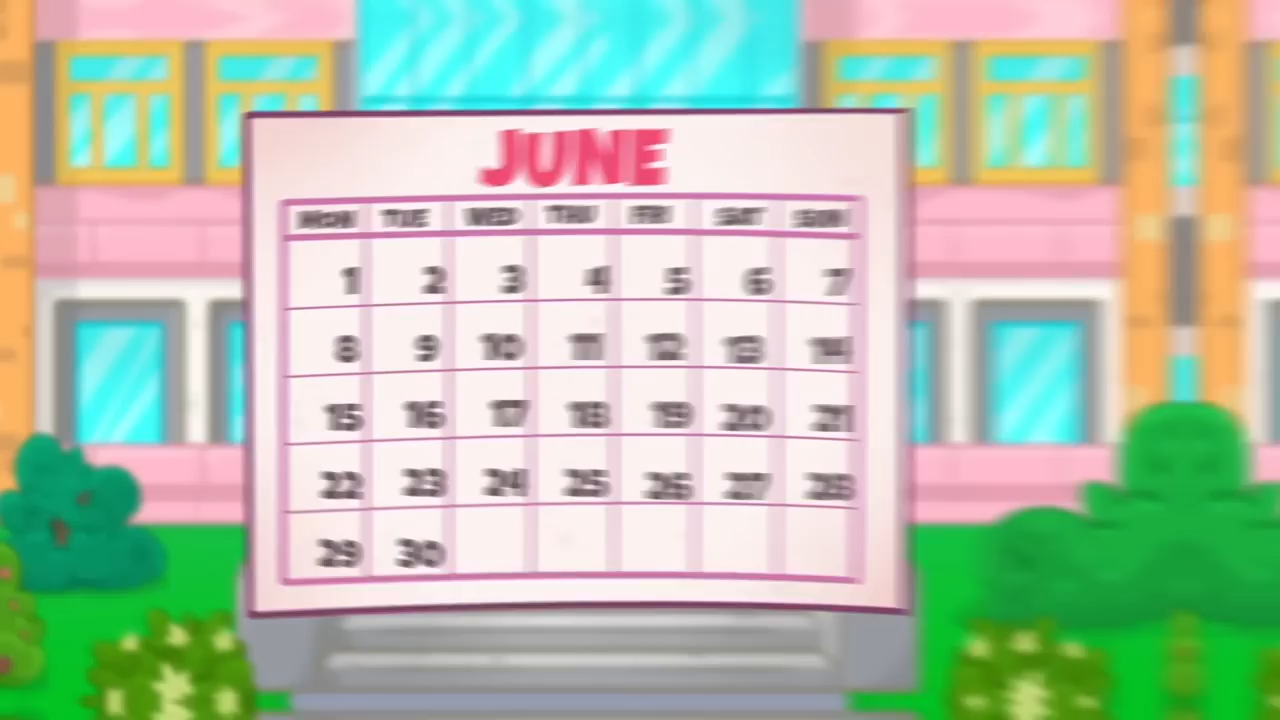 JUNE
MON TUE WED THU FRI SAT SUN
1 2 3 4 5 6 7
8 9 10 11 12 13 14
15 16 17 18 19 20 21
22 23 24 25 26 27 28
29 30